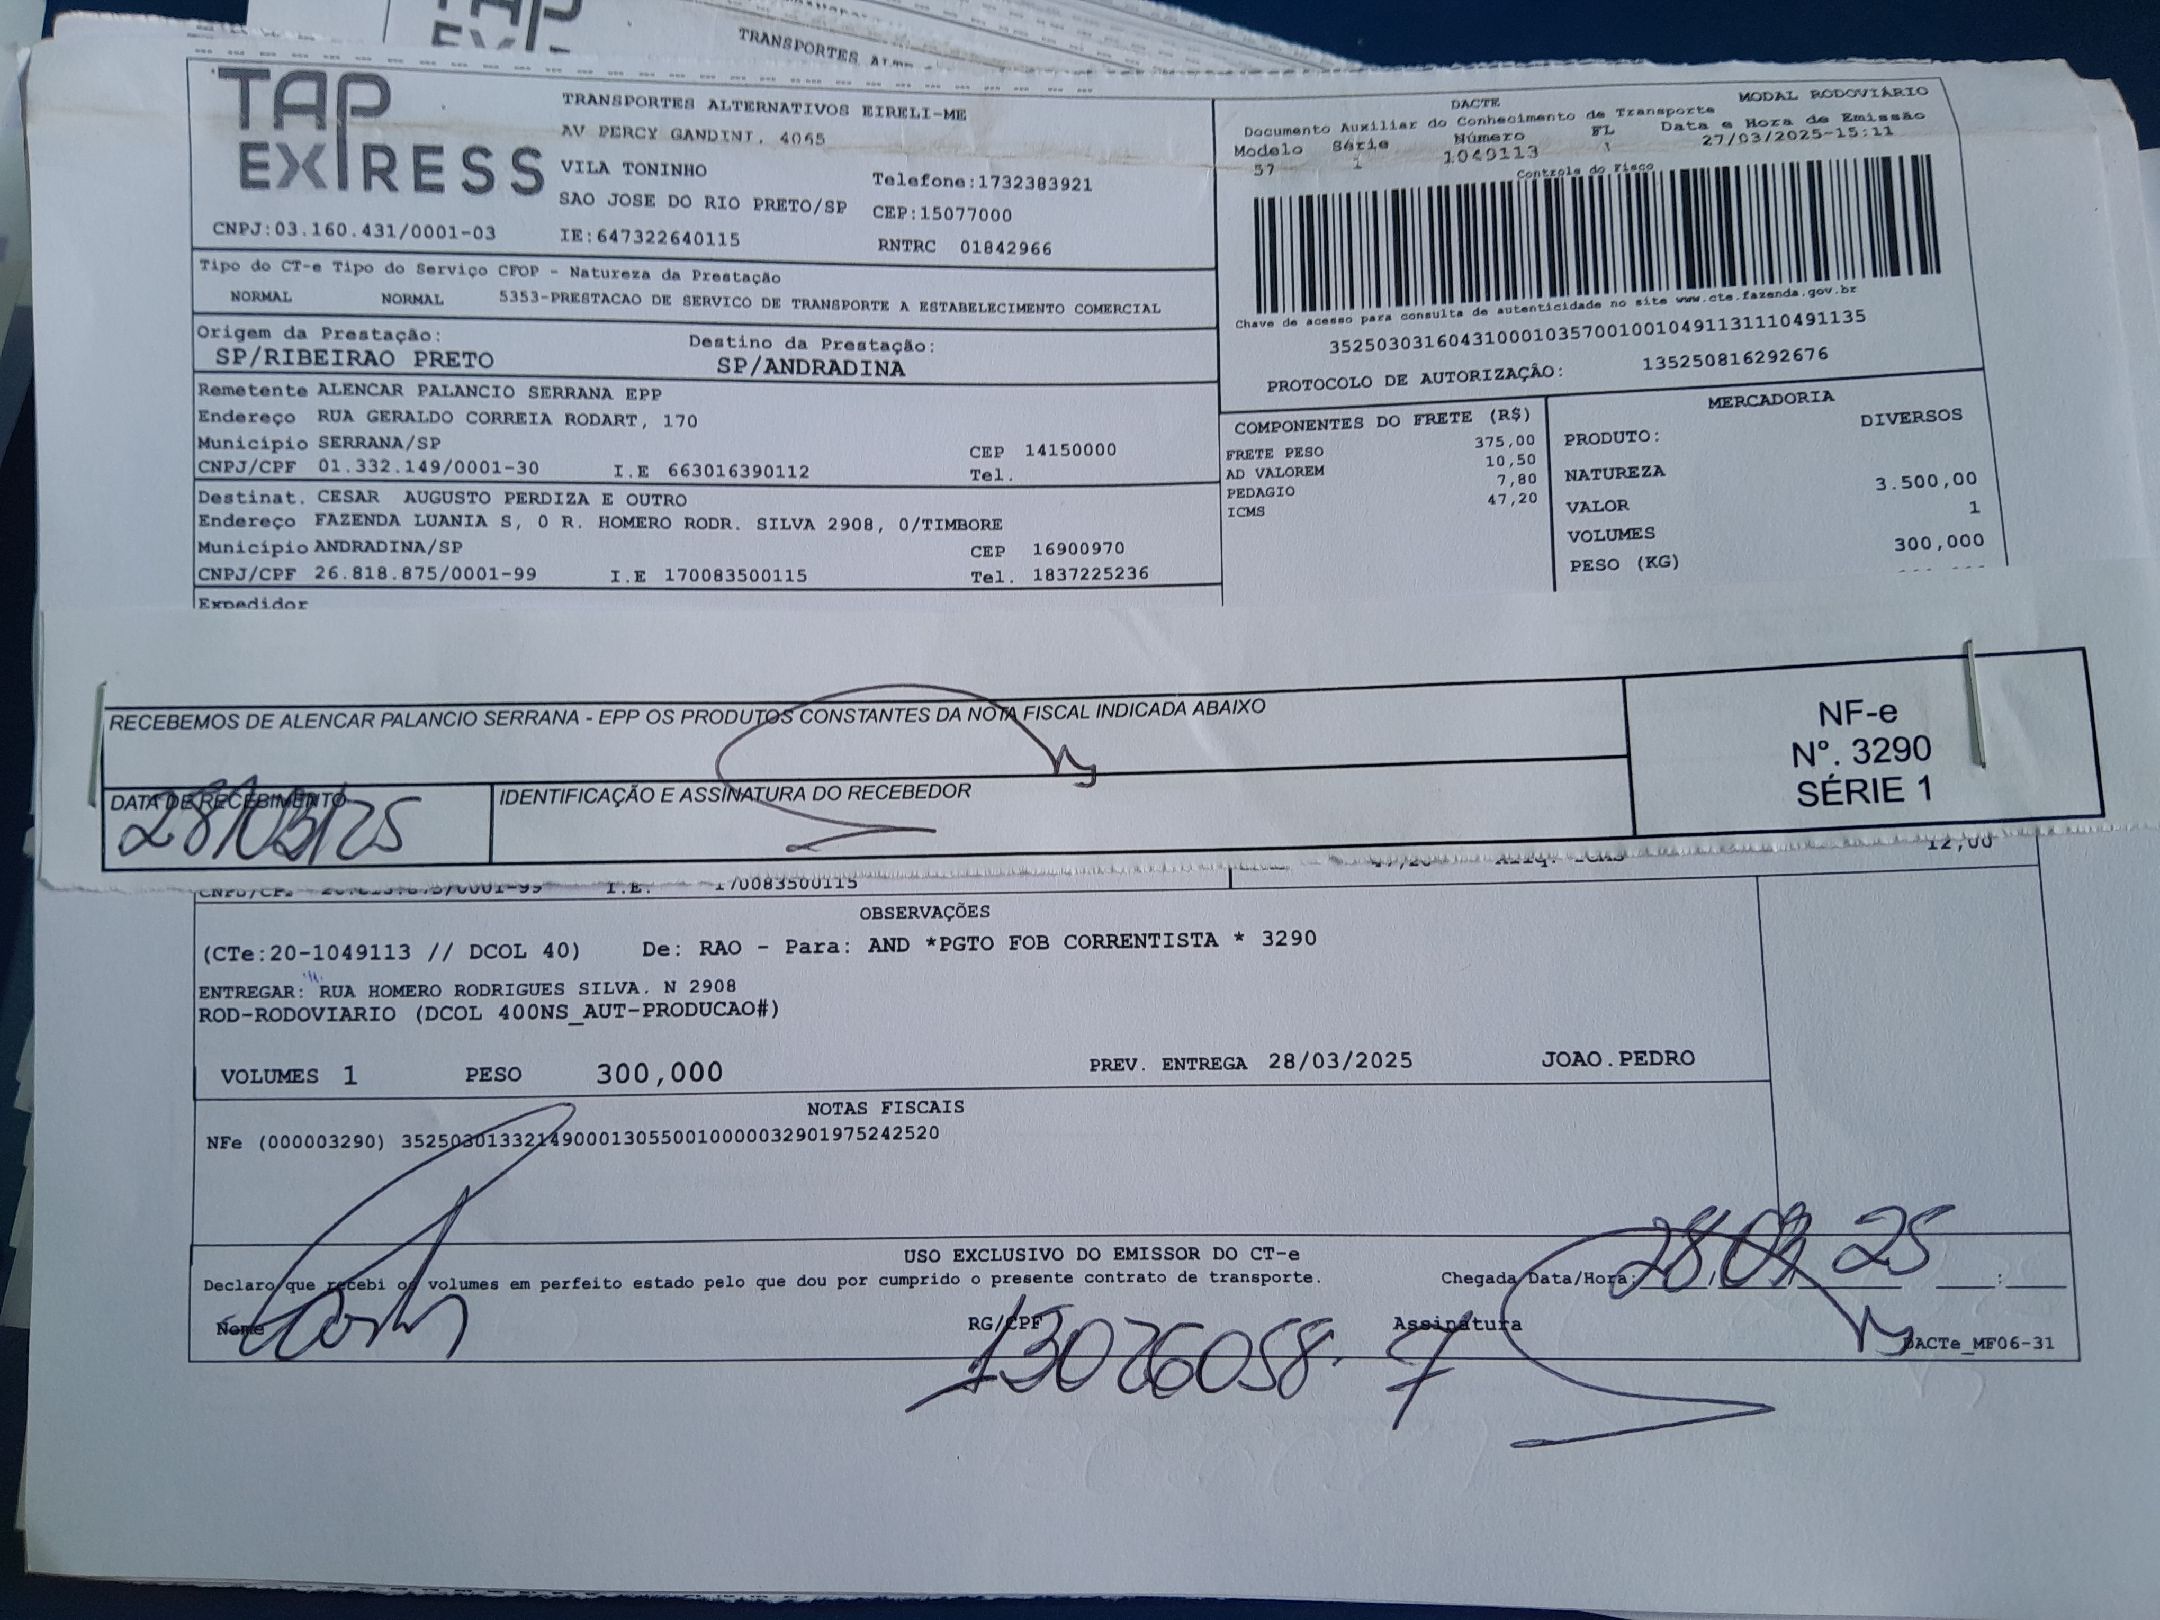 TRANSPORTES
TAP
EXPRESS
TRANSPORTES ALTERNATIVOS EIRELI-ME
AV PERCY GANDINI, 4065
VILA TONINHO
Telefone:1732383921
SAO JOSE DO RIO PRETO/SP CEP:15077000
CNPJ:03.160.431/0001-03 IE:647322640115 RNTRC 01842966
DACTE MODAL RODOVIÁRIO
Documento Auxiliar do Conhecimento de Transporte
Modelo Série Número FL Data e Hora de Emissão
57 1 1049113 1 27/03/2025-15:11
Controle do Fisco
Chave de acesso para consulta de autenticidade no site www.cte.fazenda.gov.br
35250303160431000103570010010491131110491135
PROTOCOLO DE AUTORIZAÇÃO: 135250816292676
Tipo do CT-e Tipo do Serviço CFOP - Natureza da Prestação
NORMAL NORMAL 5353-PRESTACAO DE SERVICO DE TRANSPORTE A ESTABELECIMENTO COMERCIAL
Origem da Prestação: Destino da Prestação:
SP/RIBEIRAO PRETO SP/ANDRADINA
Remetente ALENCAR PALANCIO SERRANA EPP
Endereço RUA GERALDO CORREIA RODART, 170
Município SERRANA/SP CEP 14150000
CNPJ/CPF 01.332.149/0001-30 I.E 663016390112 Tel.
Destinat. CESAR AUGUSTO PERDIZA E OUTRO
Endereço FAZENDA LUANIA S, 0 R. HOMERO RODR. SILVA 2908, 0/TIMBORE
Município ANDRADINA/SP CEP 16900970
CNPJ/CPF 26.818.875/0001-99 I.E 170083500115 Tel. 1837225236
Expedidor
COMPONENTES DO FRETE (R$)
FRETE PESO 375,00
AD VALOREM 10,50
PEDAGIO 7,80
ICMS 47,20
MERCADORIA
PRODUTO: DIVERSOS
NATUREZA
VALOR 3.500,00
VOLUMES 1
PESO (KG) 300,000
RECEBEMOS DE ALENCAR PALANCIO SERRANA - EPP OS PRODUTOS CONSTANTES DA NOTA FISCAL INDICADA ABAIXO
DATA DE RECEBIMENTO
28/03/25
IDENTIFICAÇÃO E ASSINATURA DO RECEBEDOR
NF-e
N°. 3290
SÉRIE 1
12,00
I.E. 170083500115
OBSERVAÇÕES
(CTe:20-1049113 // DCOL 40) De: RAO - Para: AND *PGTO FOB CORRENTISTA * 3290
ENTREGAR: RUA HOMERO RODRIGUES SILVA. N 2908
ROD-RODOVIARIO (DCOL 400NS_AUT-PRODUCAO#)
VOLUMES 1 PESO 300,000 PREV. ENTREGA 28/03/2025 JOAO.PEDRO
NOTAS FISCAIS
NFe (000003290) 35250301332149000130550010000032901975242520
USO EXCLUSIVO DO EMISSOR DO CT-e
Declaro que recebi os volumes em perfeito estado pelo que dou por cumprido o presente contrato de transporte. Chegada Data/Hora: 28/03/25 :
Nome RG/CPF 13026058-7 Assinatura
DACTe_MF06-31